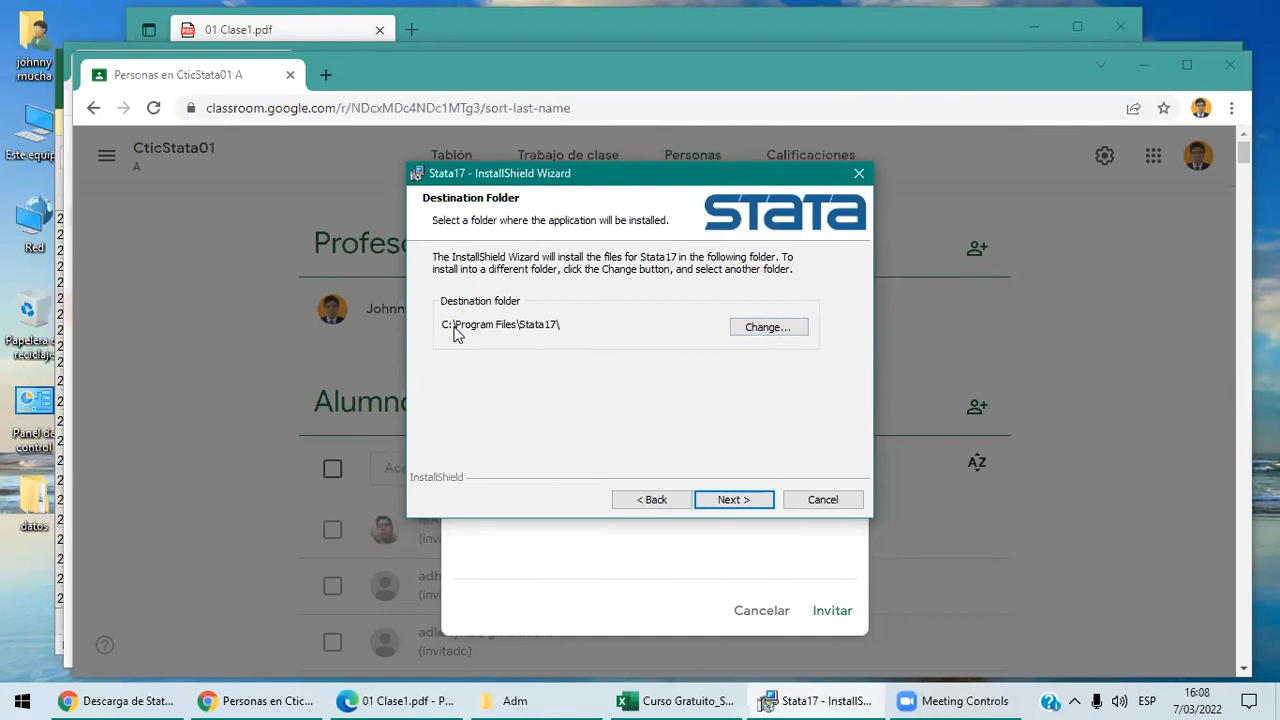 01 Clase1.pdf
Personas en CticStata01 A
classroom.google.com/r/NDcxMDc4NDc1MTg3/sort-last-name
CticStata01
A
Tablón
Trabajo de clase
Personas
Calificaciones
johnny
mucha
Este equip
Red
Papelera d
reciclaje
Panel de
control
datos
Stata17 - InstallShield Wizard
Destination Folder
Select a folder where the application will be installed.
STATA
The InstallShield Wizard will install the files for Stata17 in the following folder. To
install into a different folder, click the Change button, and select another folder.
Destination folder
C:\Program Files\Stata17\
Change...
InstallShield
< Back
Next >
Cancel
Profes
Johnn
Alumn
AZ
(invi
adh
(invi
(invitado)
Cancelar
Invitar
Descarga de Stat...
Personas en Ctic...
01 Clase1.pdf - P...
Adm
Curso Gratuito_S...
Stata17 - InstallS...
Meeting Controls
ESP
16:08
7/03/2022